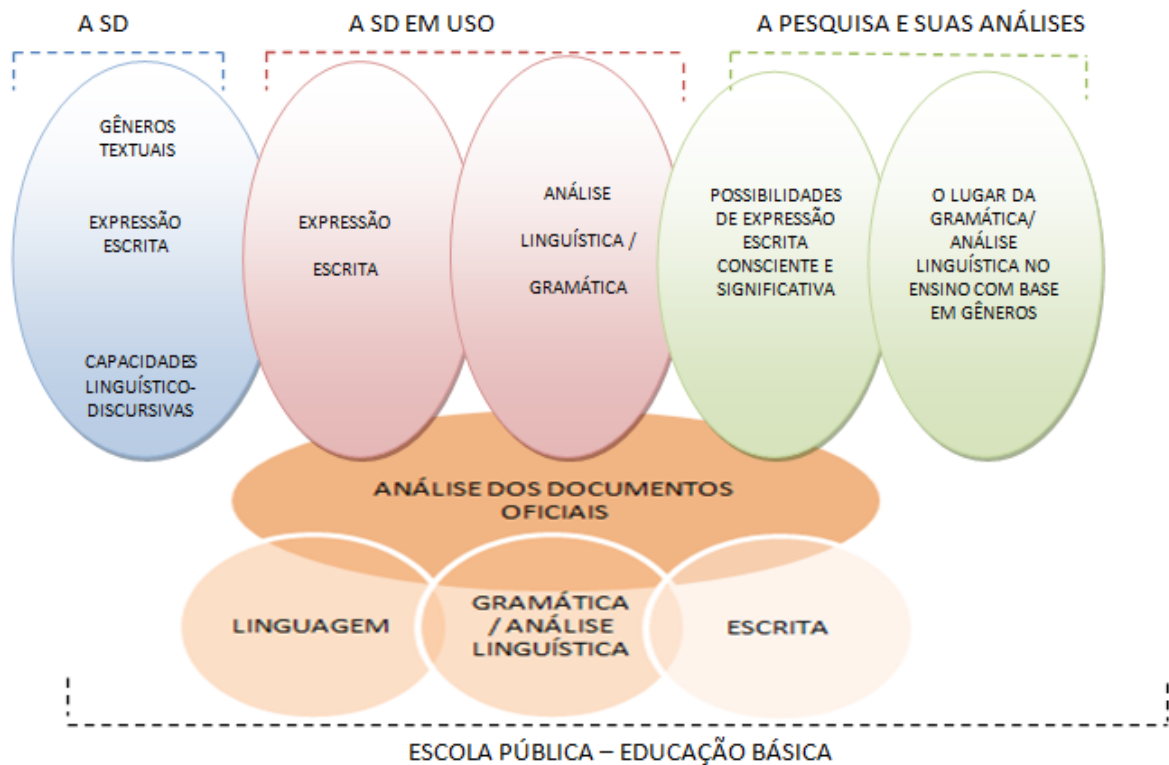 A SD
A SD EM USO
A PESQUISA E SUAS ANÁLISES
GÊNEROS
TEXTUAIS
EXPRESSÃO
ESCRITA
CAPACIDADES
LINGUÍSTICO-
DISCURSIVAS
EXPRESSÃO
ESCRITA
ANÁLISE
LINGUÍSTICA /
GRAMÁTICA
POSSIBILIDADES
DE EXPRESSÃO
ESCRITA
CONSCIENTE E
SIGNIFICATIVA
O LUGAR DA
GRAMÁTICA/
ANÁLISE
LINGUÍSTICA NO
ENSINO COM BASE
EM GÊNEROS
ANÁLISE DOS DOCUMENTOS
OFICIAIS
LINGUAGEM
GRAMÁTICA
/ ANÁLISE
LINGUÍSTICA
ESCRITA
ESCOLA PÚBLICA – EDUCAÇÃO BÁSICA